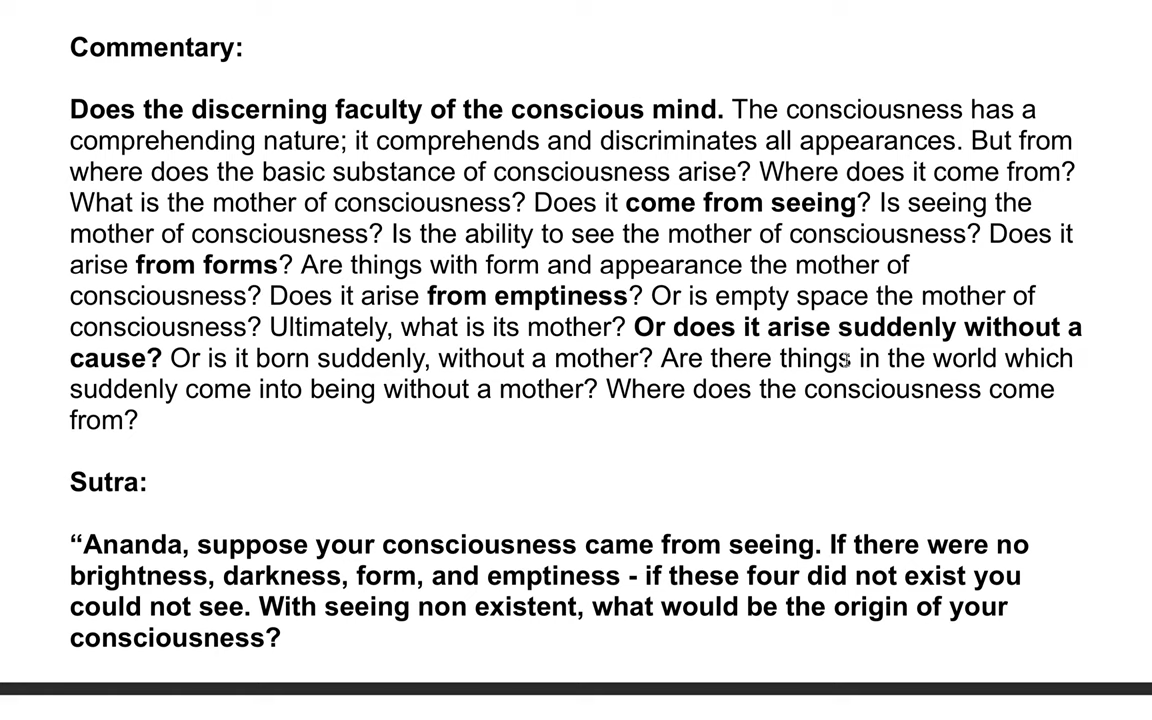 Commentary:
Does the discerning faculty of the conscious mind. The consciousness has a
comprehending nature; it comprehends and discriminates all appearances. But from
where does the basic substance of consciousness arise? Where does it come from?
What is the mother of consciousness? Does it come from seeing? Is seeing the
mother of consciousness? Is the ability to see the mother of consciousness? Does it
arise from forms? Are things with form and appearance the mother of
consciousness? Does it arise from emptiness? Or is empty space the mother of
consciousness? Ultimately, what is its mother? Or does it arise suddenly without a
cause? Or is it born suddenly, without a mother? Are there things in the world which
suddenly come into being without a mother? Where does the consciousness come
from?
Sutra:
“Ananda, suppose your consciousness came from seeing. If there were no
brightness, darkness, form, and emptiness - if these four did not exist you
could not see. With seeing non existent, what would be the origin of your
consciousness?